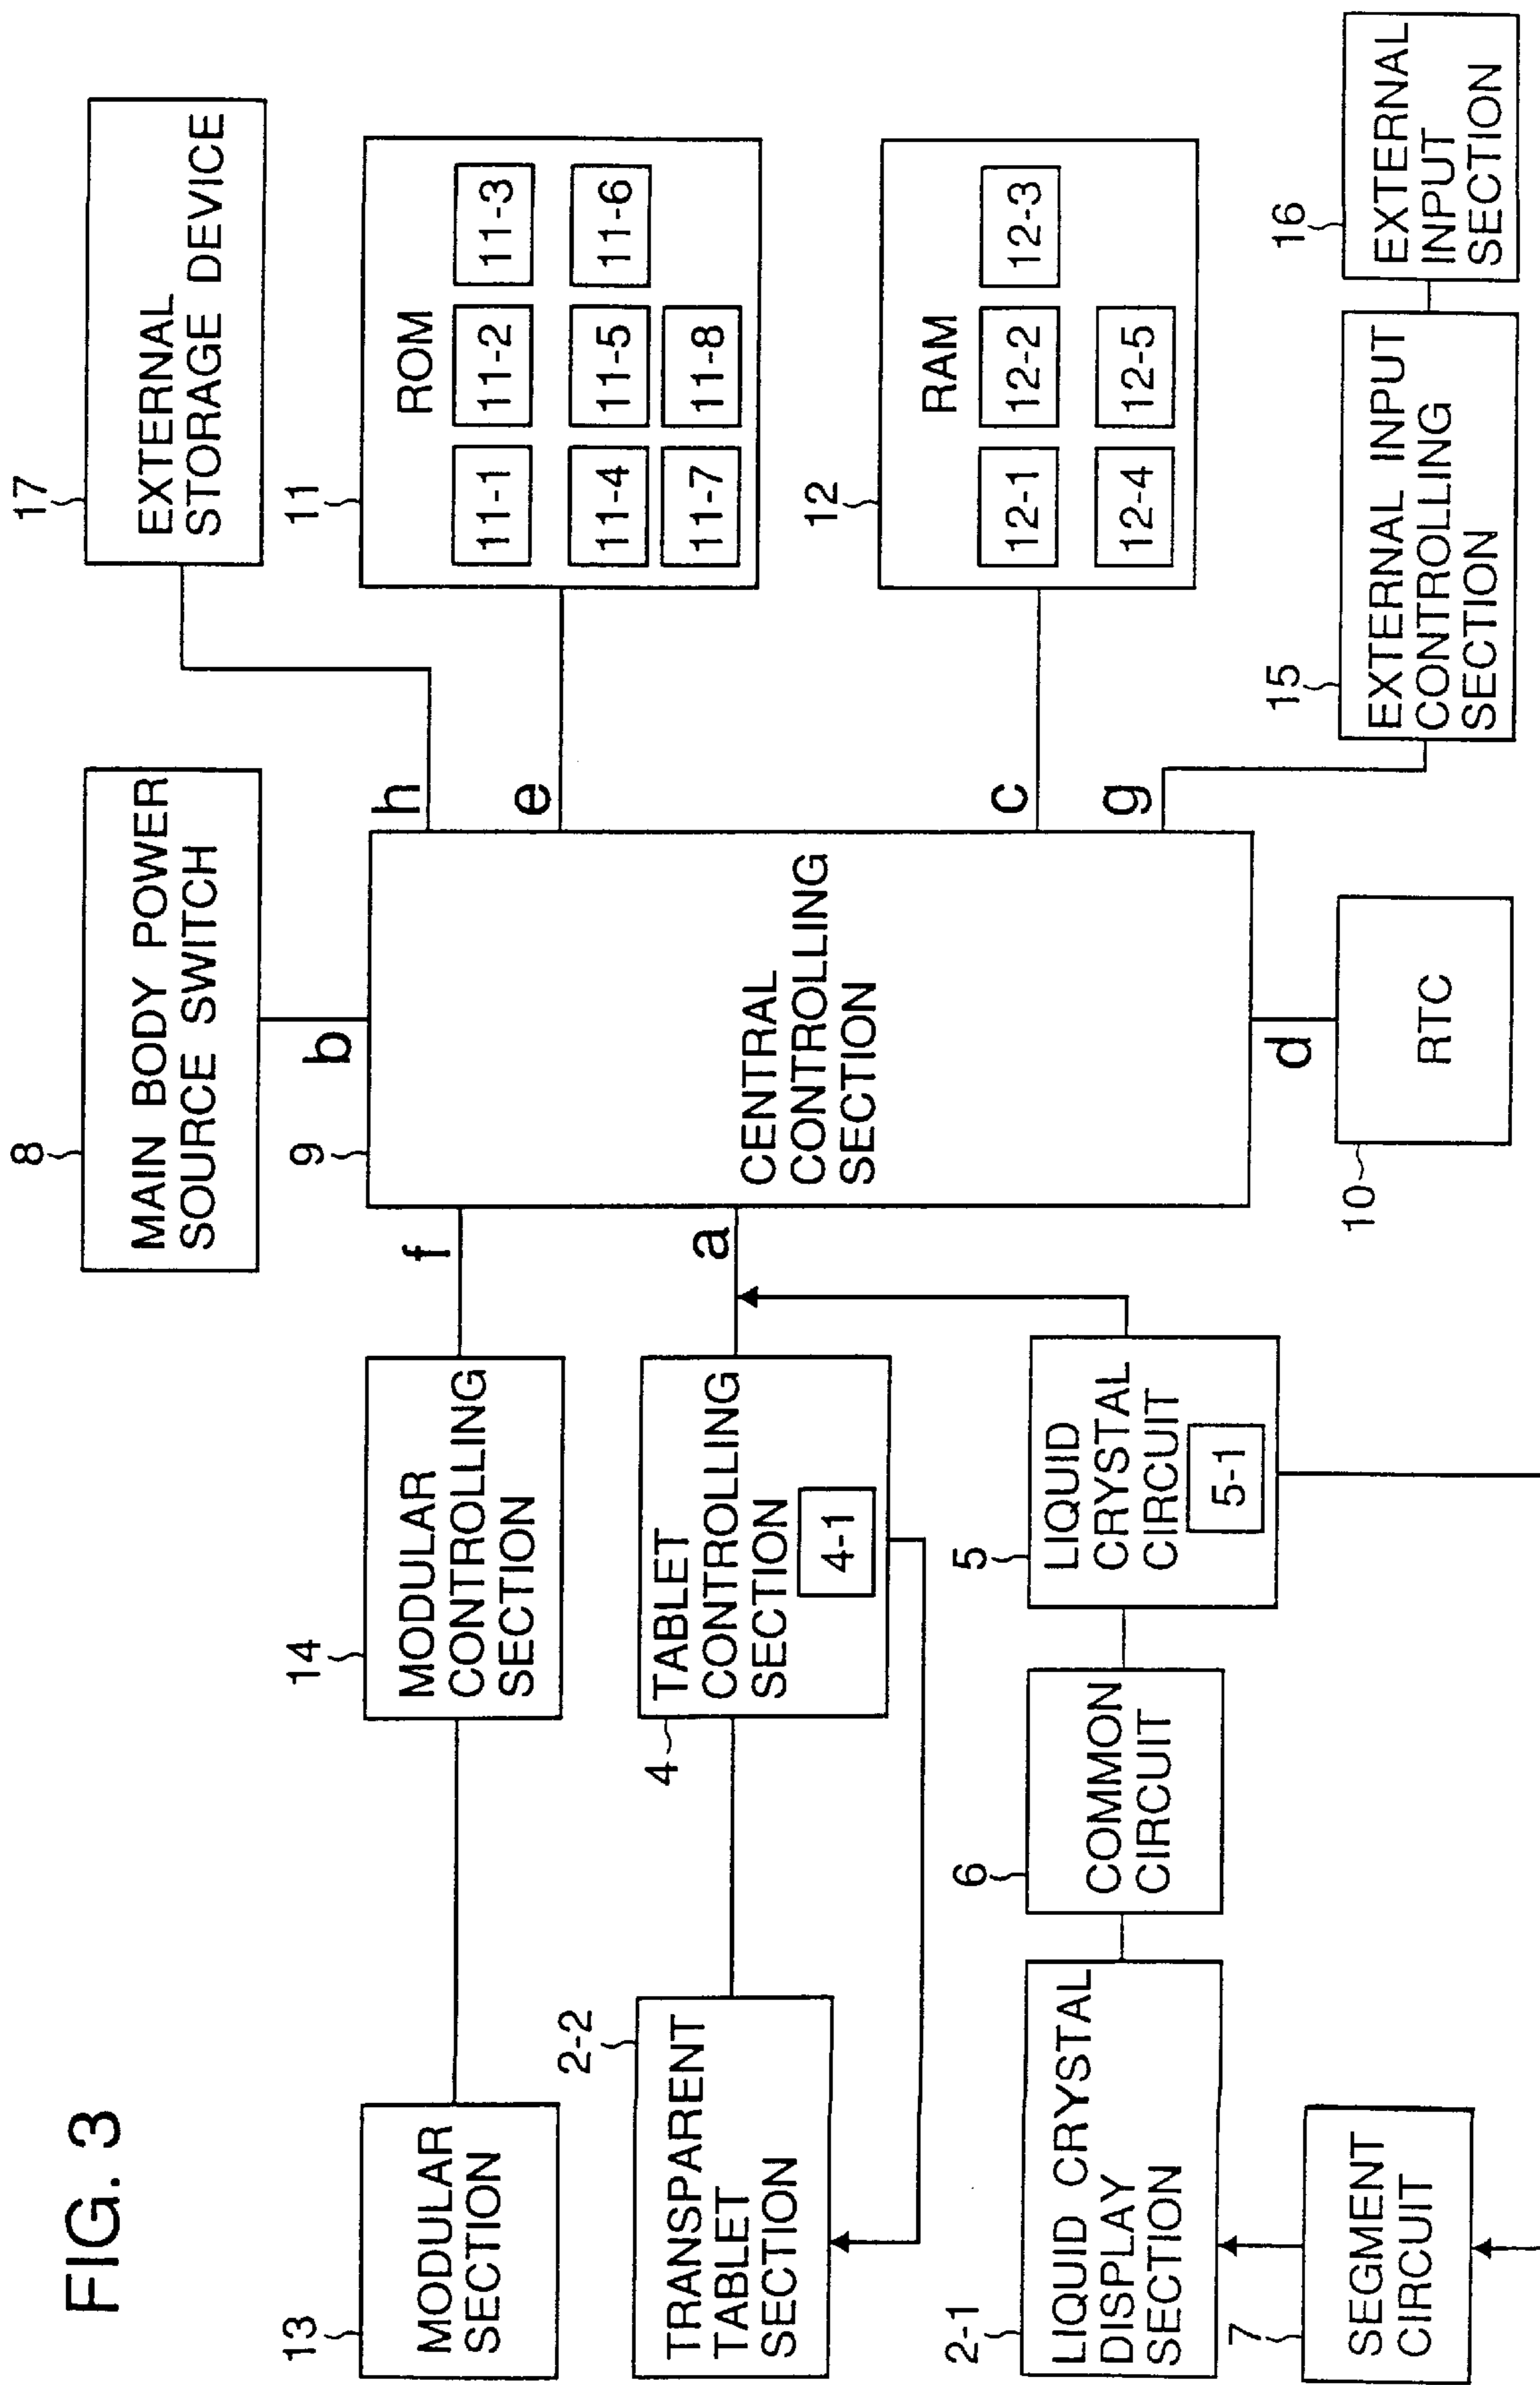 FIG. 3
8
MAIN BODY POWER
SOURCE SWITCH
17
EXTERNAL
STORAGE DEVICE
b
h
13
MODULAR
SECTION
14
MODULAR
CONTROLLING
SECTION
f
9
CENTRAL
CONTROLLING
SECTION
e
11
ROM
11-1
11-2
11-3
11-4
11-5
11-6
11-7
11-8
2-2
TRANSPARENT
TABLET
SECTION
4
TABLET
CONTROLLING
SECTION
4-1
a
c
12
RAM
12-1
12-2
12-3
12-4
12-5
2-1
LIQUID CRYSTAL
DISPLAY
SECTION
6
COMMON
CIRCUIT
5
LIQUID
CRYSTAL
CIRCUIT
5-1
g
d
7
SEGMENT
CIRCUIT
10
RTC
15
EXTERNAL INPUT
CONTROLLING
SECTION
16
EXTERNAL
INPUT
SECTION